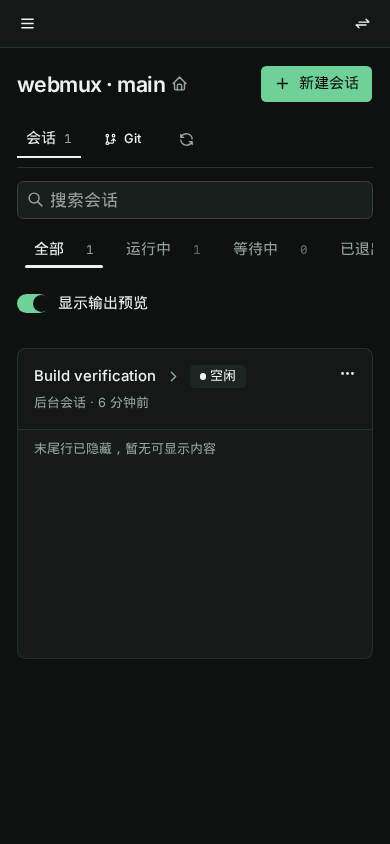 webmux · main
新建会话
会话 1
Git
搜索会话
全部 1 运行中 1 等待中 0 已退
显示输出预览
Build verification
空闲
后台会话 · 6 分钟前
末尾行已隐藏，暂无可显示内容